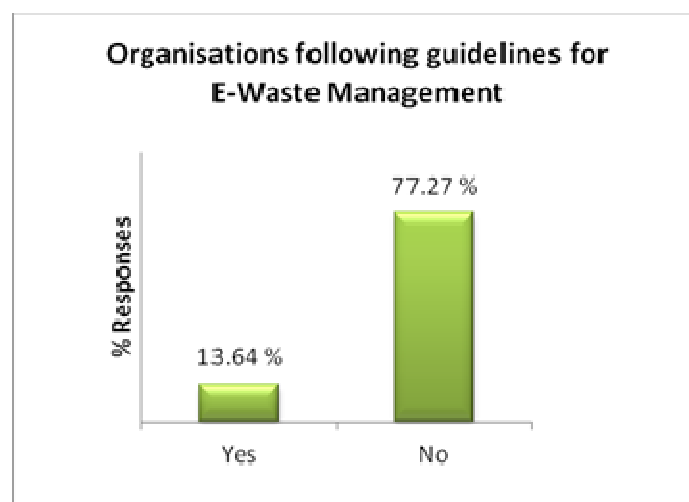 Organisations following guidelines for
E-Waste Management
77.27 %
% Responses
13.64 %
Yes No